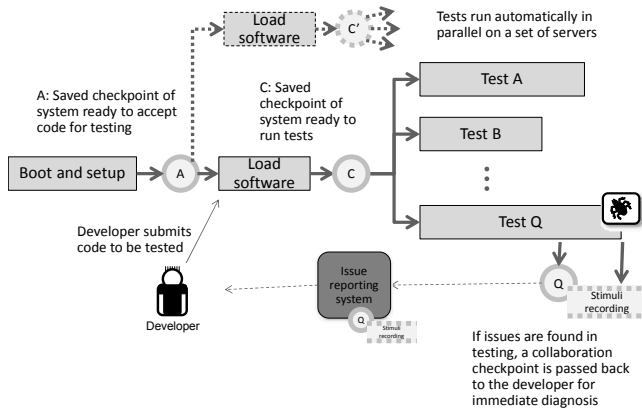 Load
software
C'
Tests run automatically in
parallel on a set of servers
A: Saved checkpoint of
system ready to accept
code for testing
C: Saved
checkpoint of
system ready to
run tests
Test A
Test B
Boot and setup
A
Load
software
C
Test Q
Developer submits
code to be tested
Developer
Issue
reporting
system
Q
Stimuli
recording
Q
Stimuli
recording
If issues are found in
testing, a collaboration
checkpoint is passed back
to the developer for
immediate diagnosis